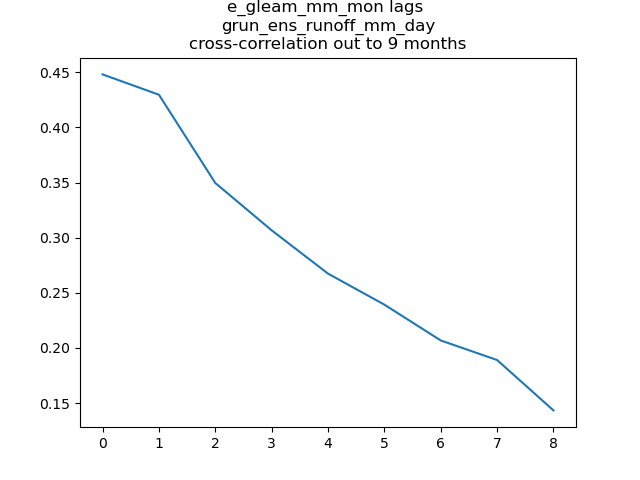 e_gleam_mm_mon lags
grun_ens_runoff_mm_day
cross-correlation out to 9 months
0.45
0.40
0.35
0.30
0.25
0.20
0.15
0 1 2 3 4 5 6 7 8